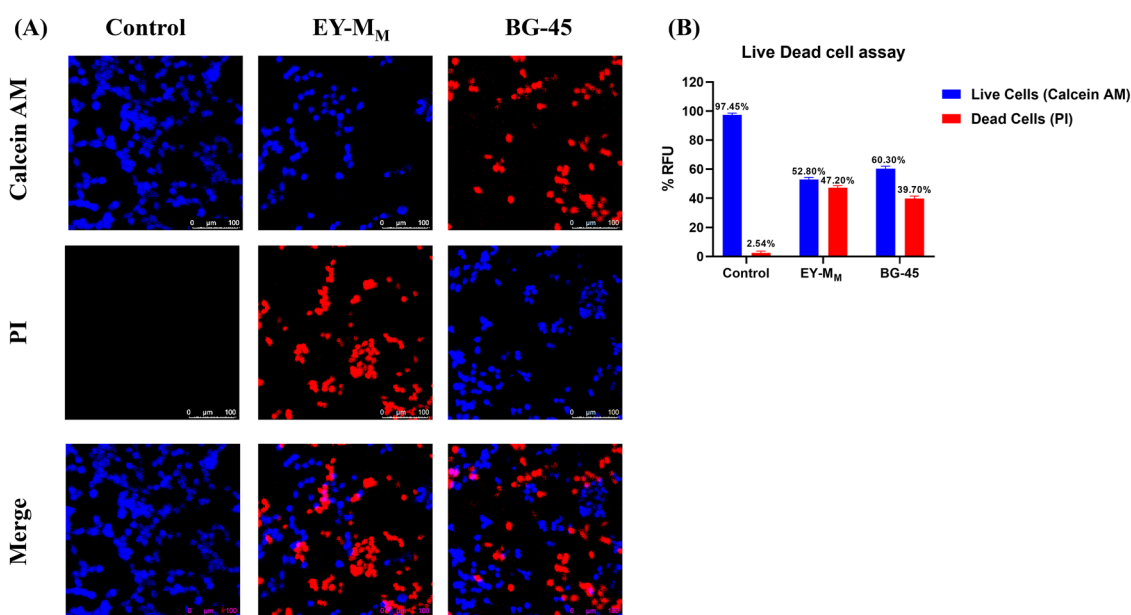 (A) Control EY-MM BG-45
Calcein AM
0 µm 100
0 µm 100
0 µm 100
PI
0 µm 100
0 µm 100
0 µm 100
Merge
0 µm 100
0 µm 100
0 µm 100
(B)
Live Dead cell assay
% RFU
120
100
80
60
40
20
0
97.45%
2.54%
52.80%
47.20%
60.30%
39.70%
Control EY-MM BG-45
Live Cells (Calcein AM)
Dead Cells (PI)